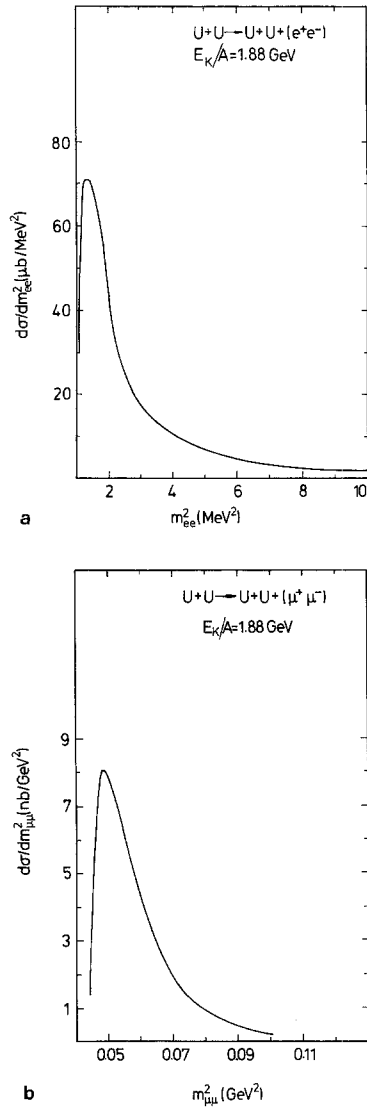 U+U→U+U+(e⁺e⁻)
E_K/A=1.88 GeV
dσ/dm²_ee(μb/MeV²)
80
60
40
20
2 4 6 8 10
m²_ee(MeV²)
a
U+U→U+U+(μ⁺μ⁻)
E_K/A=1.88 GeV
dσ/dm²_μμ(nb/GeV²)
9
7
5
3
1
0.05 0.07 0.09 0.11
m²_μμ(GeV²)
b